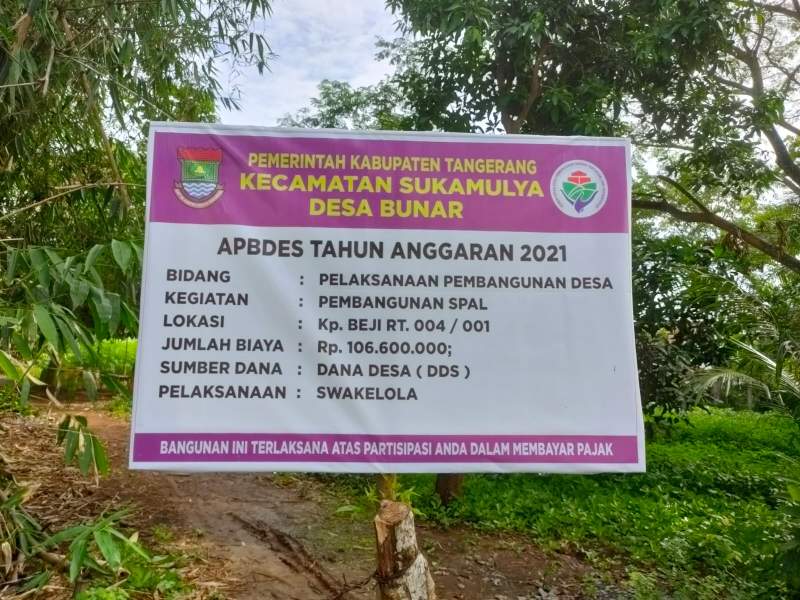 PEMERINTAH KABUPATEN TANGERANG
KECAMATAN SUKAMULYA
DESA BUNAR
APBDES TAHUN ANGGARAN 2021
BIDANG : PELAKSANAAN PEMBANGUNAN DESA
KEGIATAN : PEMBANGUNAN SPAL
LOKASI : Kp. BEJI RT. 004 / 001
JUMLAH BIAYA : Rp. 106.600.000;
SUMBER DANA : DANA DESA ( DDS )
PELAKSANAAN : SWAKELOLA
BANGUNAN INI TERLAKSANA ATAS PARTISIPASI ANDA DALAM MEMBAYAR PAJAK